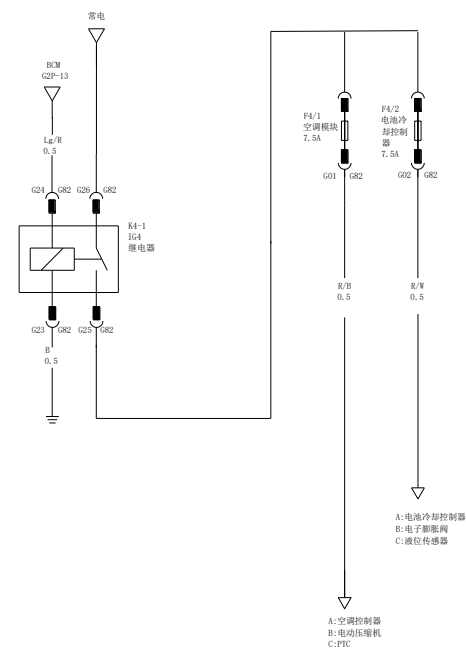 常电
BCM
G2P-13
Lg/R
0.5
G24 G82 G26 G82
K4-1
IG4
继电器
G23 G82 G25 G82
B
0.5
F4/1
空调模块
7.5A
G01 G82
F4/2
电池冷
却控制
器
7.5A
G02 G82
R/B
0.5
R/W
0.5
A:电池冷却控制器
B:电子膨胀阀
C:液位传感器
A:空调控制器
B:电动压缩机
C:PTC